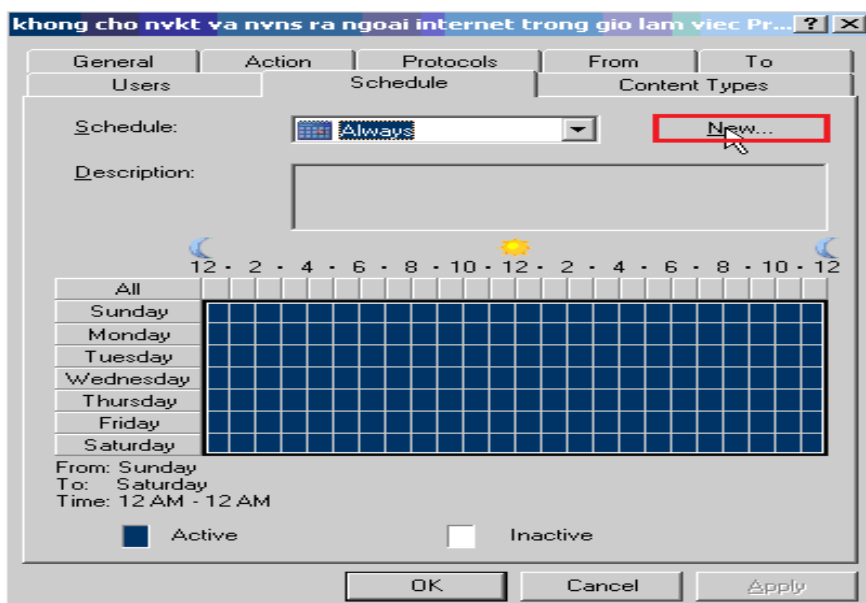 khong cho nvkt va nvns ra ngoai internet trong gio lam viec Pr...
General Action Protocols From To
Users Schedule Content Types
Schedule: Always New...
Description:
12 · 2 · 4 · 6 · 8 · 10 · 12 · 2 · 4 · 6 · 8 · 10 · 12
All
Sunday
Monday
Tuesday
Wednesday
Thursday
Friday
Saturday
From: Sunday
To: Saturday
Time: 12 AM - 12 AM
Active Inactive
OK Cancel Apply